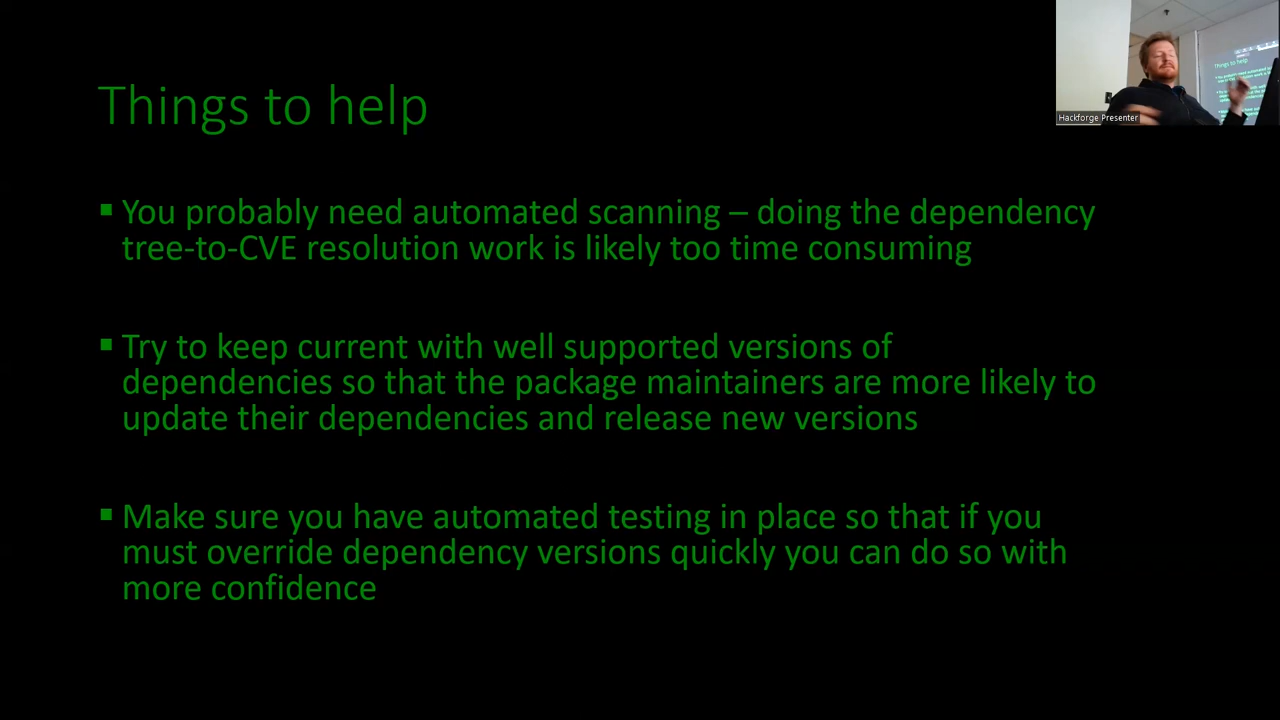 Things to help
▪ You probably need automated scanning – doing the dependency
tree-to-CVE resolution work is likely too time consuming
▪ Try to keep current with well supported versions of
dependencies so that the package maintainers are more likely to
update their dependencies and release new versions
▪ Make sure you have automated testing in place so that if you
must override dependency versions quickly you can do so with
more confidence
Hackforge Presenter
Things to help